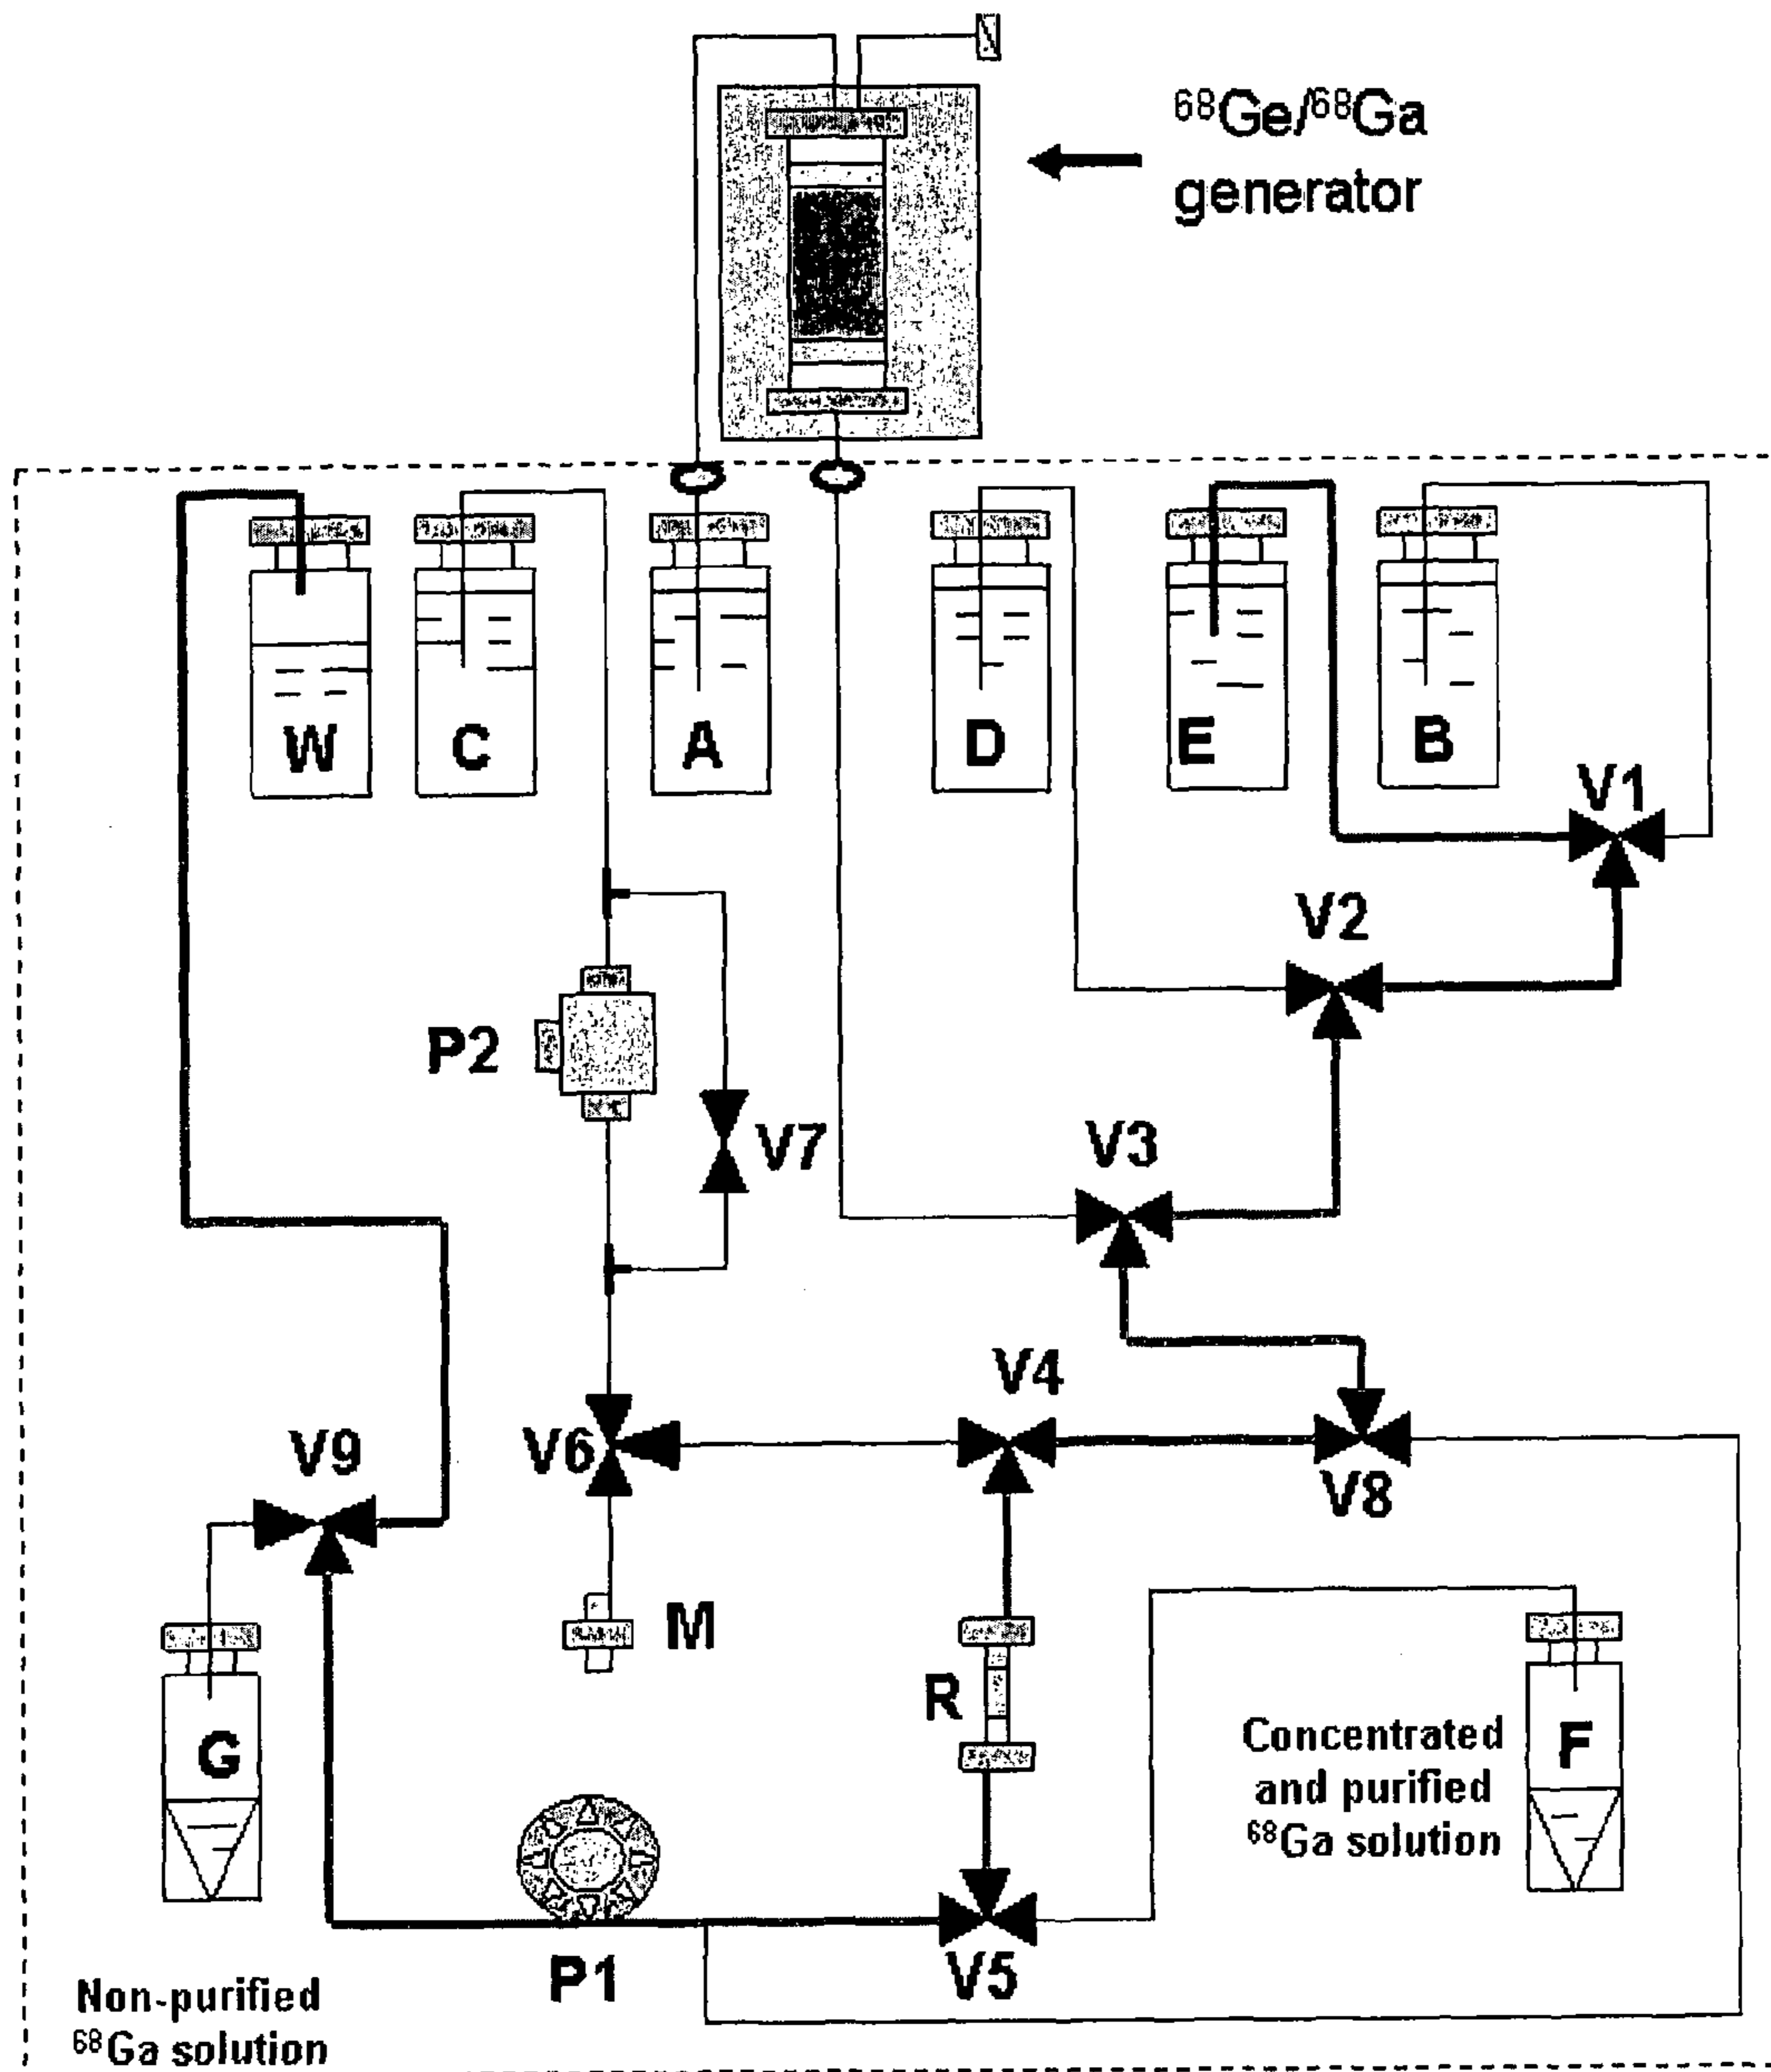 ⁶⁸Ge/⁶⁸Ga
generator
W
C
A
D
E
B
V1
V2
P2
V7
V3
V4
V6
V9
V8
M
R
G
F
Concentrated
and purified
⁶⁸Ga solution
V5
P1
Non-purified
⁶⁸Ga solution